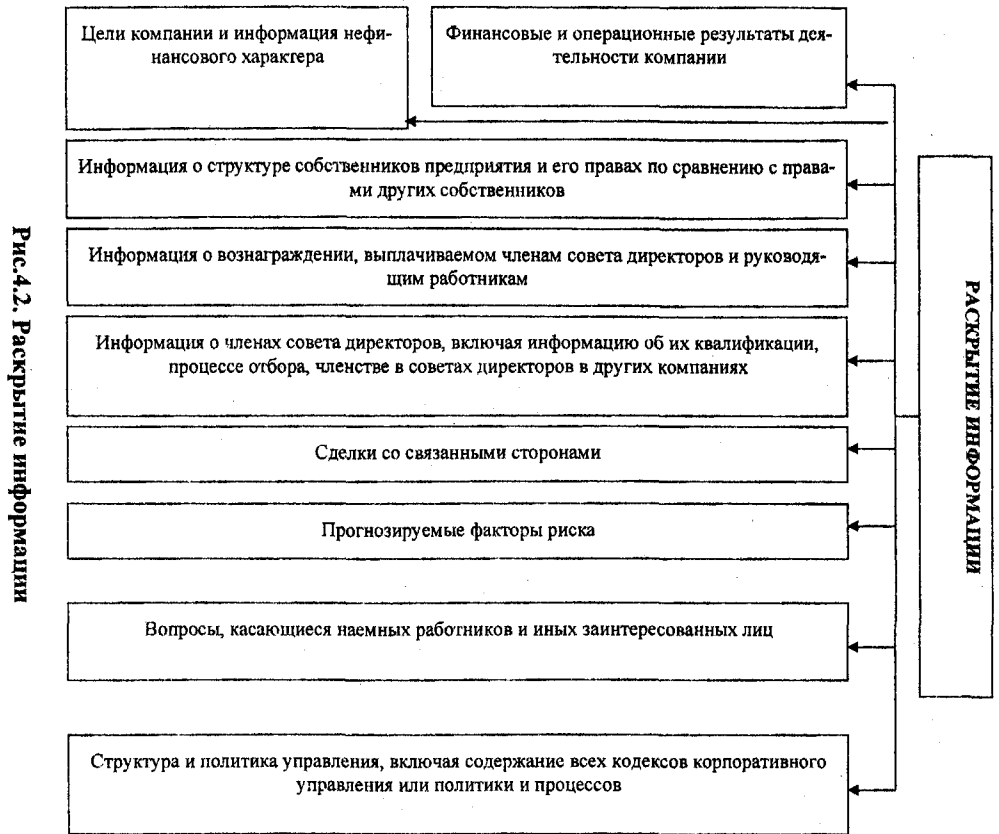 Цели компании и информация нефи-
нансового характера
Финансовые и операционные результаты дея-
тельности компании
Информация о структуре собственников предприятия и его правах по сравнению с права-
ми других собственников
Информация о вознаграждении, выплачиваемом членам совета директоров и руководя-
щим работникам
Информация о членах совета директоров, включая информацию об их квалификации,
процессе отбора, членстве в советах директоров в других компаниях
Сделки со связанными сторонами
Прогнозируемые факторы риска
Вопросы, касающиеся наемных работников и иных заинтересованных лиц
Структура и политика управления, включая содержание всех кодексов корпоративного
управления или политики и процессов
РАСКРЫТИЕ ИНФОРМАЦИИ
Рис.4.2. Раскрытие информации